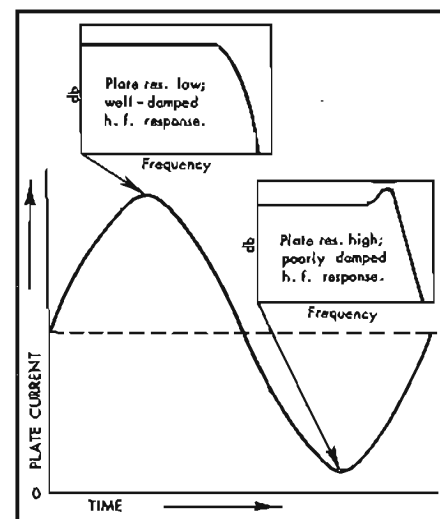 Plate res. low;
well-damped
h. f. response.
db
Frequency
Plate res. high;
poorly damped
h. f. response.
db
Frequency
PLATE CURRENT
0
TIME